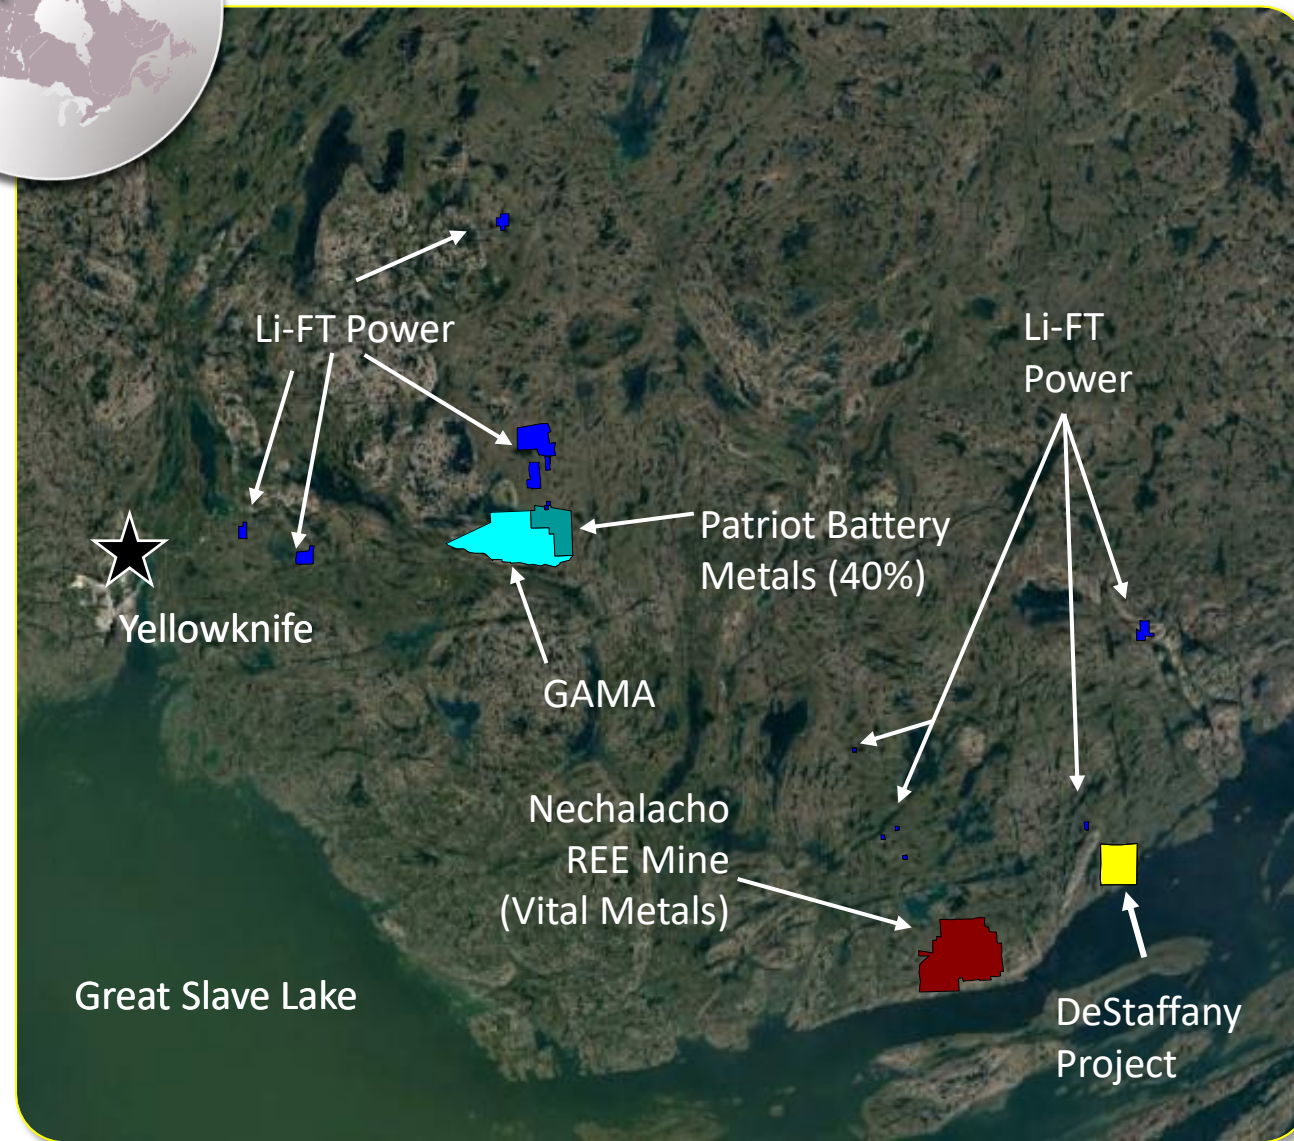 Li-FT Power
Li-FT
Power
Patriot Battery
Metals (40%)
Yellowknife
GAMA
Nechalacho
REE Mine
(Vital Metals)
Great Slave Lake
DeStaffany
Project